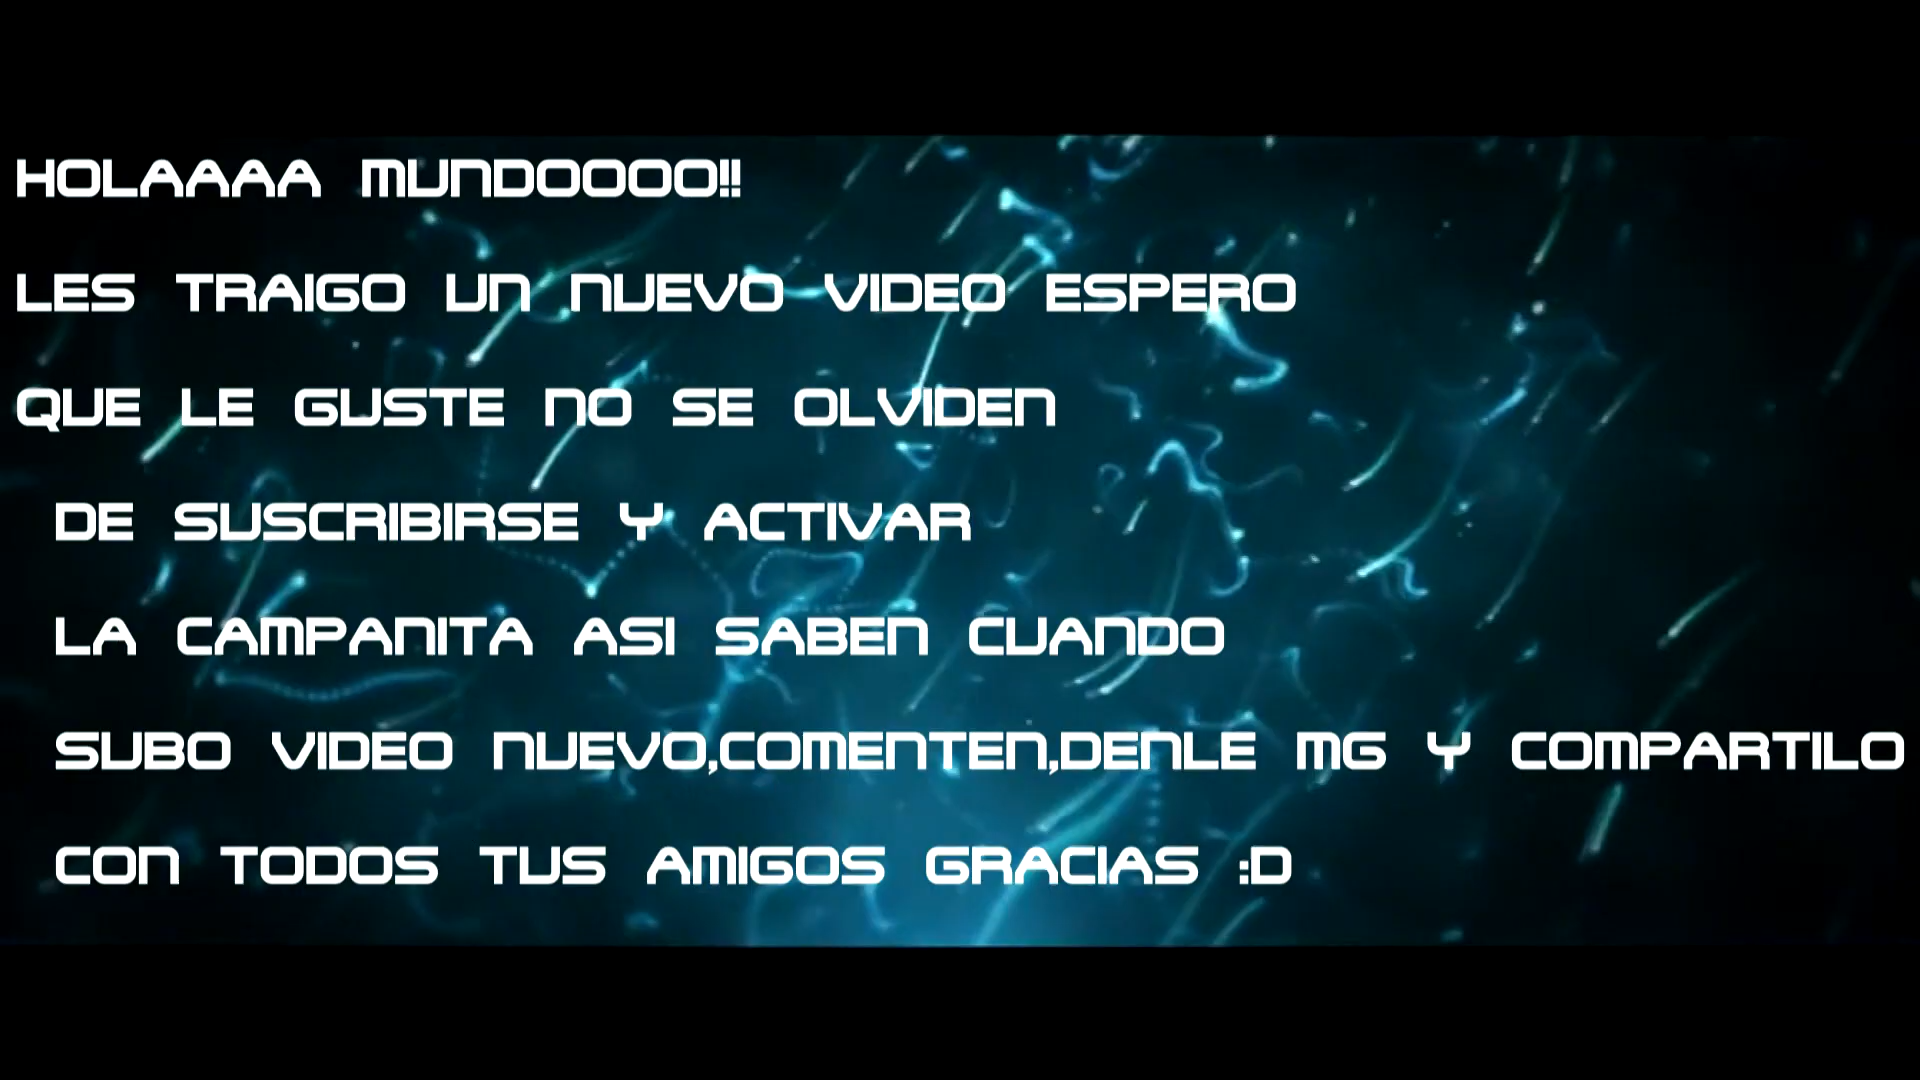 HOLAAAA MUNDOOOO!!
LES TRAIGO UN NUEVO VIDEO ESPERO
QUE LE GUSTE NO SE OLVIDEN
DE SUSCRIBIRSE Y ACTIVAR
LA CAMPANITA ASI SABEN CUANDO
SUBO VIDEO NUEVO,COMENTEN,DENLE MG Y COMPARTILO
CON TODOS TUS AMIGOS GRACIAS :D